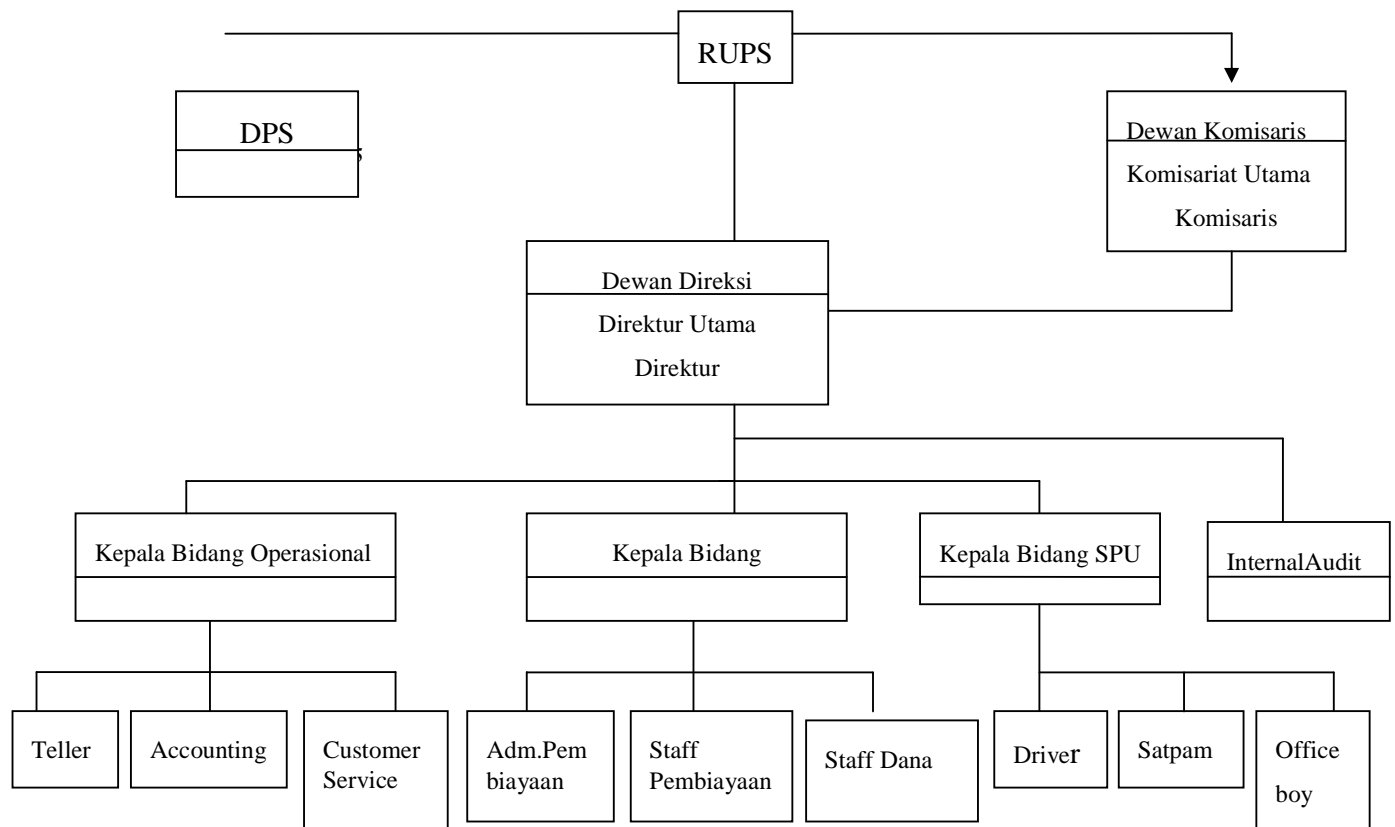 RUPS
DPS
Dewan Komisaris
Komisariat Utama
Komisaris
Dewan Direksi
Direktur Utama
Direktur
Kepala Bidang Operasional
Kepala Bidang
Kepala Bidang SPU
InternalAudit
Teller
Accounting
Customer
Service
Adm.Pem
biayaan
Staff
Pembiayaan
Staff Dana
Driver
Satpam
Office
boy